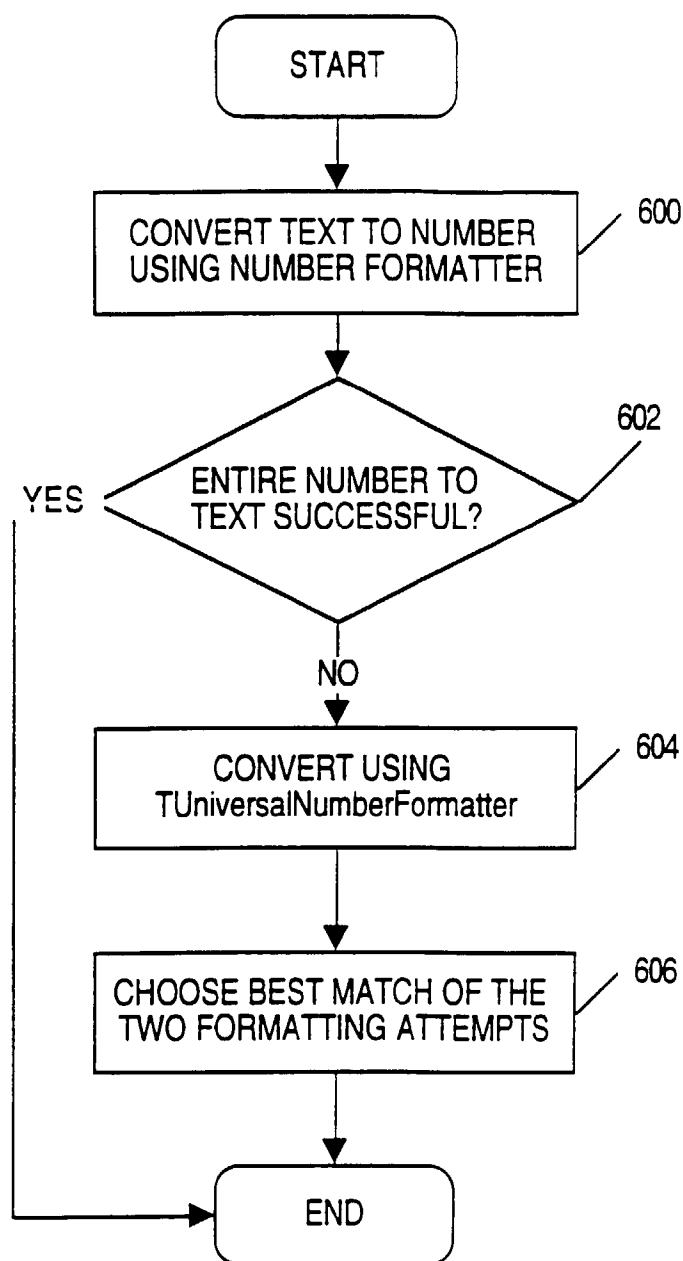 START
CONVERT TEXT TO NUMBER
USING NUMBER FORMATTER
600
ENTIRE NUMBER TO
TEXT SUCCESSFUL?
602
YES
NO
CONVERT USING
TUniversalNumberFormatter
604
CHOOSE BEST MATCH OF THE
TWO FORMATTING ATTEMPTS
606
END